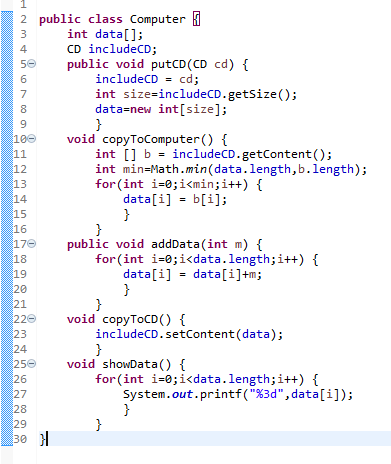 1
2 public class Computer {
3     int data[];
4     CD includeCD;
5     public void putCD(CD cd) {
6         includeCD = cd;
7         int size=includeCD.getSize();
8         data=new int[size];
9         }
10     void copyToComputer() {
11         int [] b = includeCD.getContent();
12         int min=Math.min(data.length,b.length);
13         for(int i=0;i<min;i++) {
14             data[i] = b[i];
15             }
16         }
17     public void addData(int m) {
18         for(int i=0;i<data.length;i++) {
19             data[i] = data[i]+m;
20             }
21         }
22     void copyToCD() {
23         includeCD.setContent(data);
24         }
25     void showData() {
26         for(int i=0;i<data.length;i++) {
27             System.out.printf("%3d",data[i]);
28             }
29         }
30 }